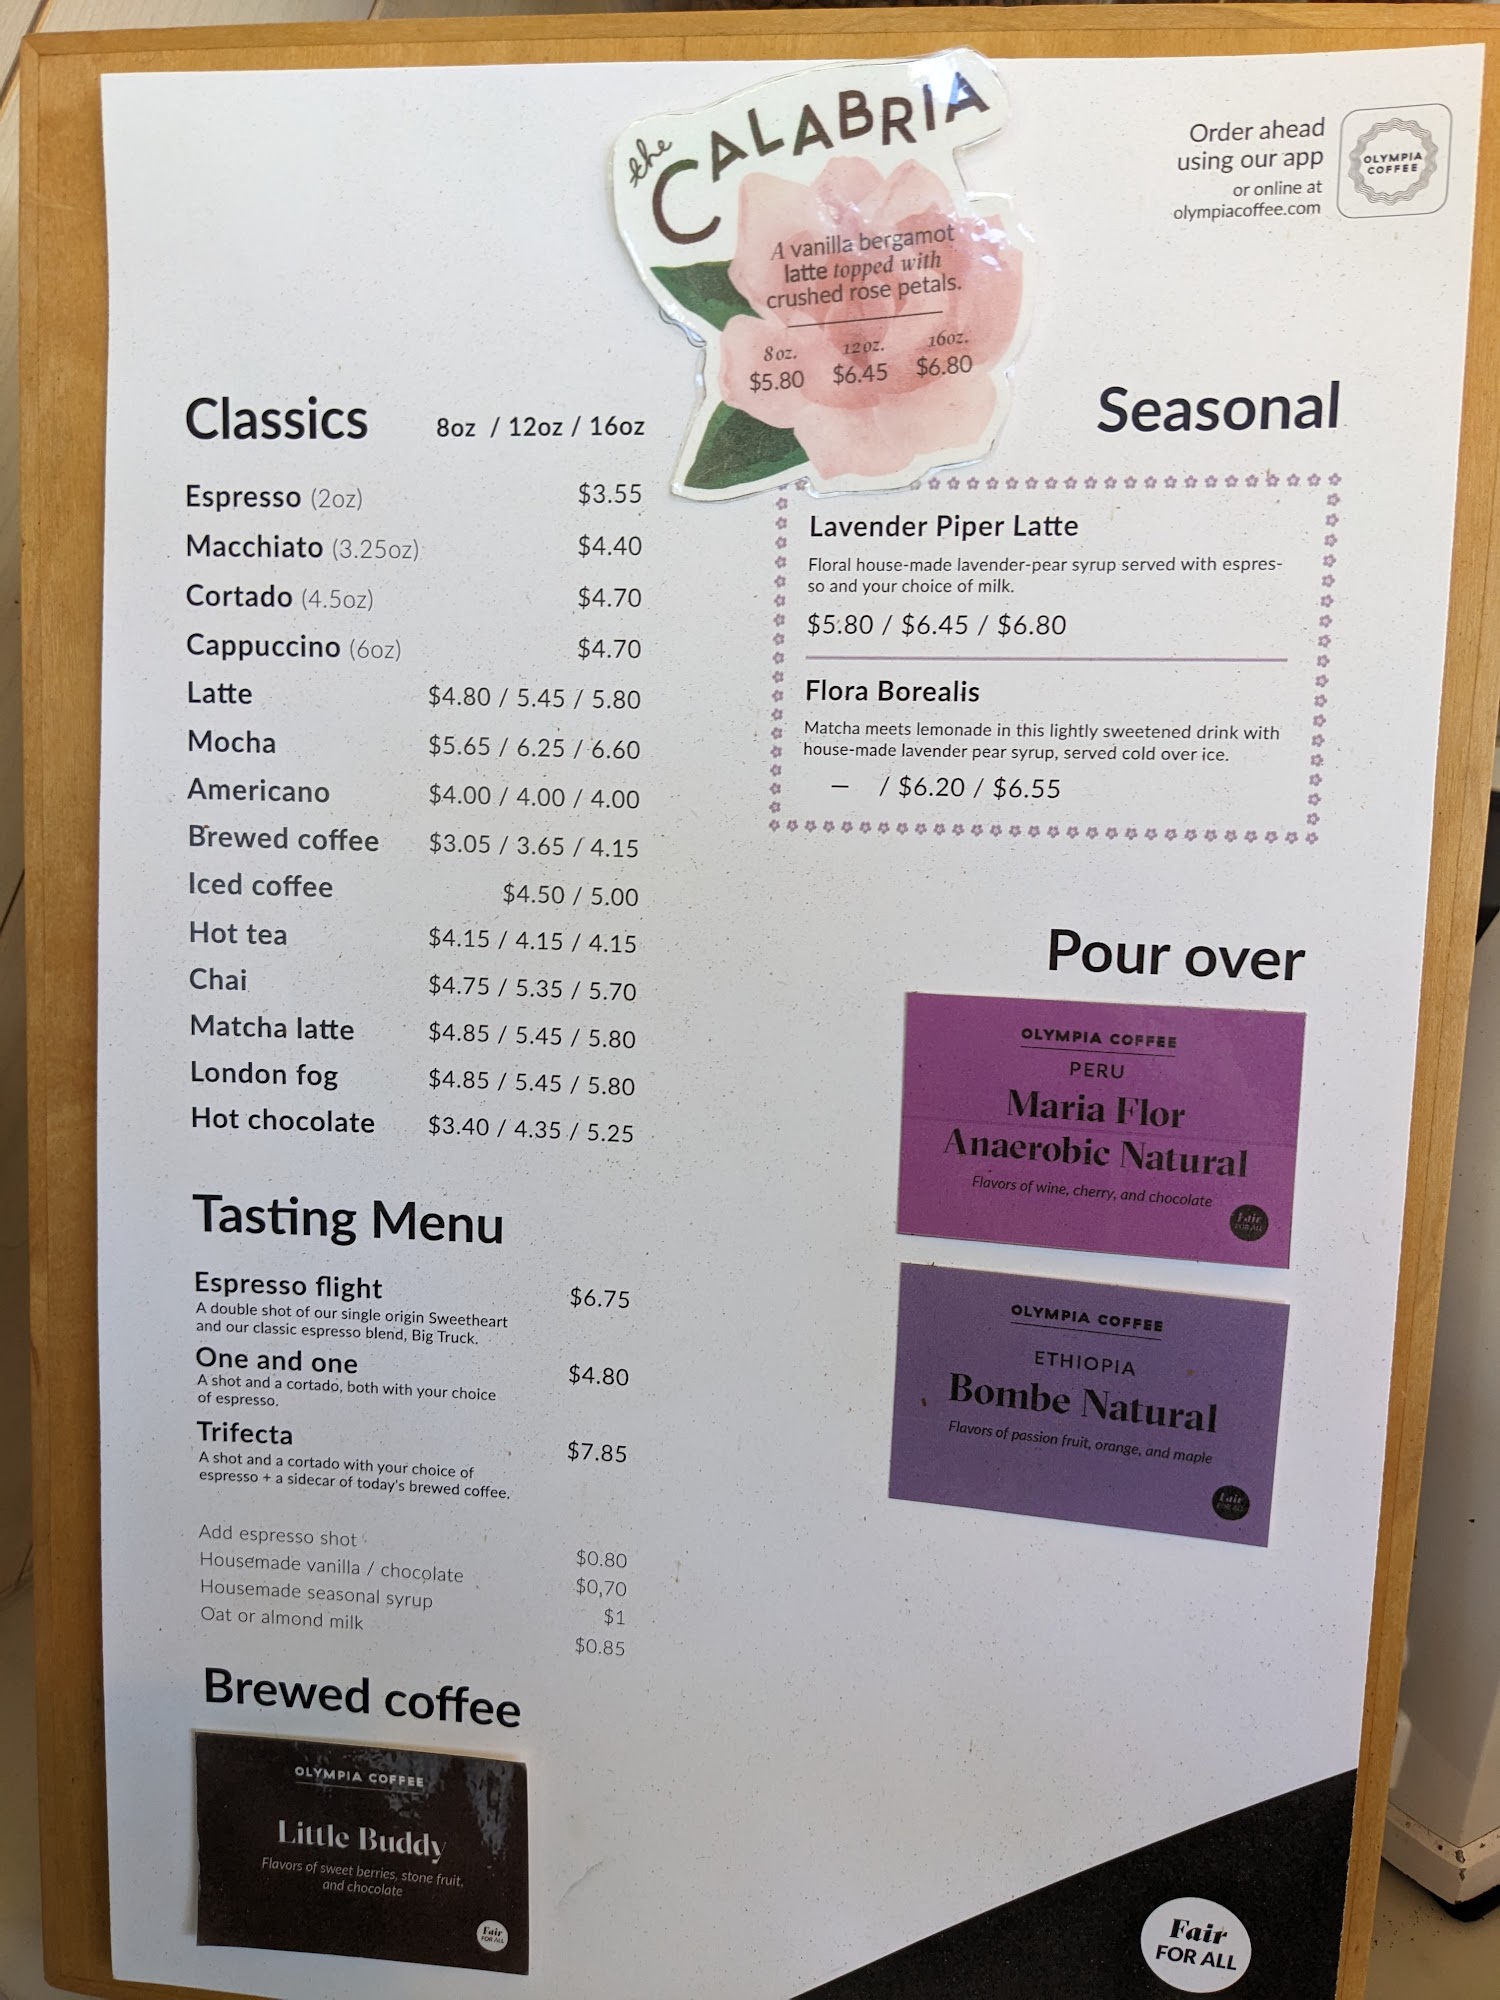 the CALABRIA
A vanilla bergamot
latte topped with
crushed rose petals.
8oz. 12oz. 16oz.
$5.80 $6.45 $6.80
Order ahead
using our app
or online at
olympiacoffee.com
OLYMPIA
COFFEE
Classics 8oz / 12oz / 16oz
Espresso (2oz) $3.55
Macchiato (3.25oz) $4.40
Cortado (4.5oz) $4.70
Cappuccino (6oz) $4.70
Latte $4.80 / 5.45 / 5.80
Mocha $5.65 / 6.25 / 6.60
Americano $4.00 / 4.00 / 4.00
Brewed coffee $3.05 / 3.65 / 4.15
Iced coffee $4.50 / 5.00
Hot tea $4.15 / 4.15 / 4.15
Chai $4.75 / 5.35 / 5.70
Matcha latte $4.85 / 5.45 / 5.80
London fog $4.85 / 5.45 / 5.80
Hot chocolate $3.40 / 4.35 / 5.25
Tasting Menu
Espresso flight $6.75
A double shot of our single origin Sweetheart
and our classic espresso blend, Big Truck.
One and one $4.80
A shot and a cortado, both with your choice
of espresso.
Trifecta $7.85
A shot and a cortado with your choice of
espresso + a sidecar of today's brewed coffee.
Add espresso shot $0.80
Housemade vanilla / chocolate $0,70
Housemade seasonal syrup $1
Oat or almond milk $0.85
Brewed coffee
OLYMPIA COFFEE
Little Buddy
Flavors of sweet berries, stone fruit,
and chocolate
Fair
FOR ALL
Seasonal
Lavender Piper Latte
Floral house-made lavender-pear syrup served with espres-
so and your choice of milk.
$5.80 / $6.45 / $6.80
Flora Borealis
Matcha meets lemonade in this lightly sweetened drink with
house-made lavender pear syrup, served cold over ice.
– / $6.20 / $6.55
Pour over
OLYMPIA COFFEE
PERU
Maria Flor
Anaerobic Natural
Flavors of wine, cherry, and chocolate
Fair
FOR ALL
OLYMPIA COFFEE
ETHIOPIA
Bombe Natural
Flavors of passion fruit, orange, and maple
Fair
FOR ALL
Fair
FOR ALL